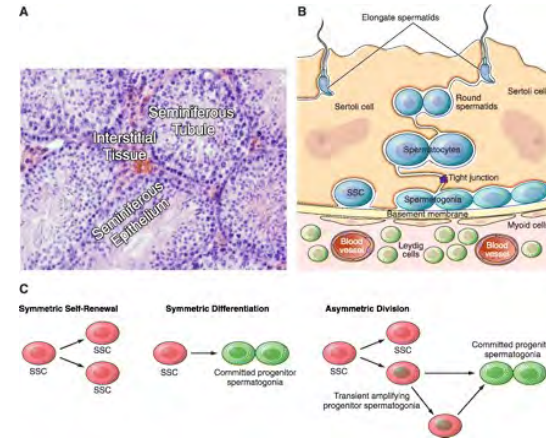 A
Seminiferous
Tubule
Interstitial
Tissue
Seminiferous
Epithelium
B
Elongate spermatids
Sertoli cell
Sertoli cell
Round
spermatids
Spermatocytes
Tight junction
SSC
Spermatogonia
Basement membrane
Myoid cells
Blood
vessel
Leydig
cells
Blood
vessel
C
Symmetric Self-Renewal
SSC
SSC
SSC
Symmetric Differentiation
SSC
Committed progenitor
spermatogonia
Asymmetric Division
SSC
SSC
Transient amplifying
progenitor spermatogonia
Committed progenitor
spermatogonia